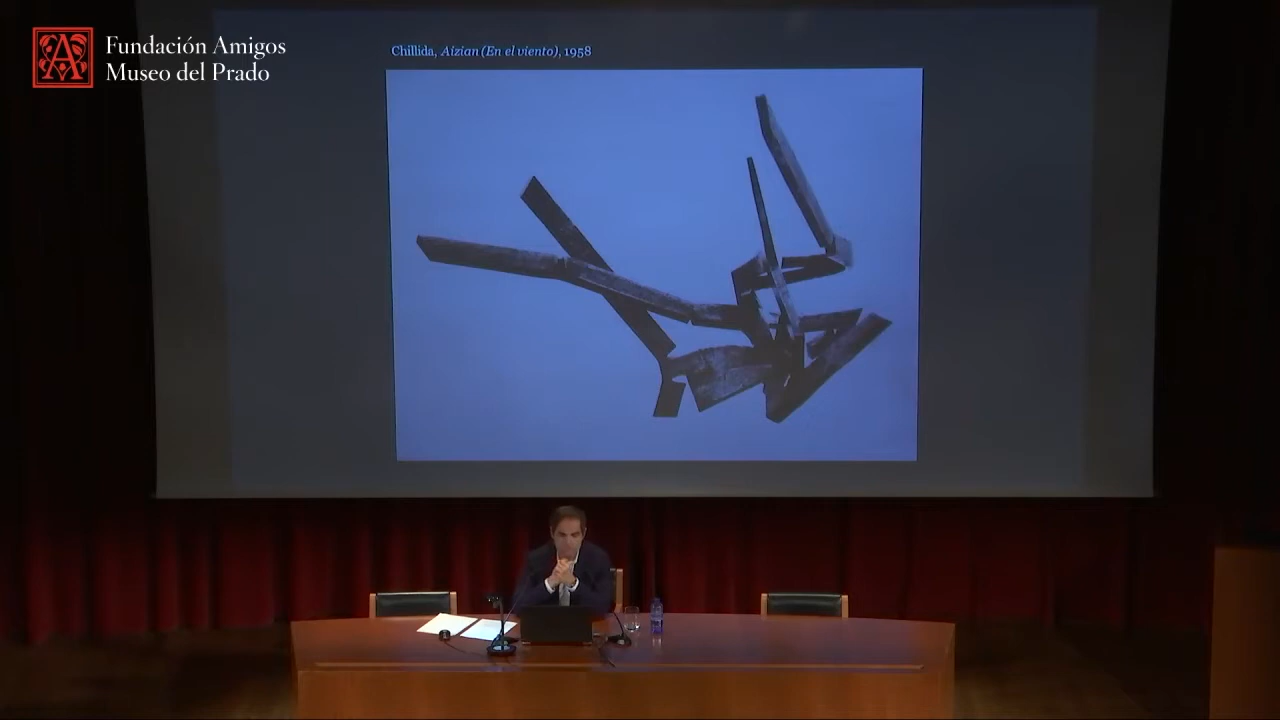 Fundación Amigos
Museo del Prado
Chillida, Aizian (En el viento), 1958